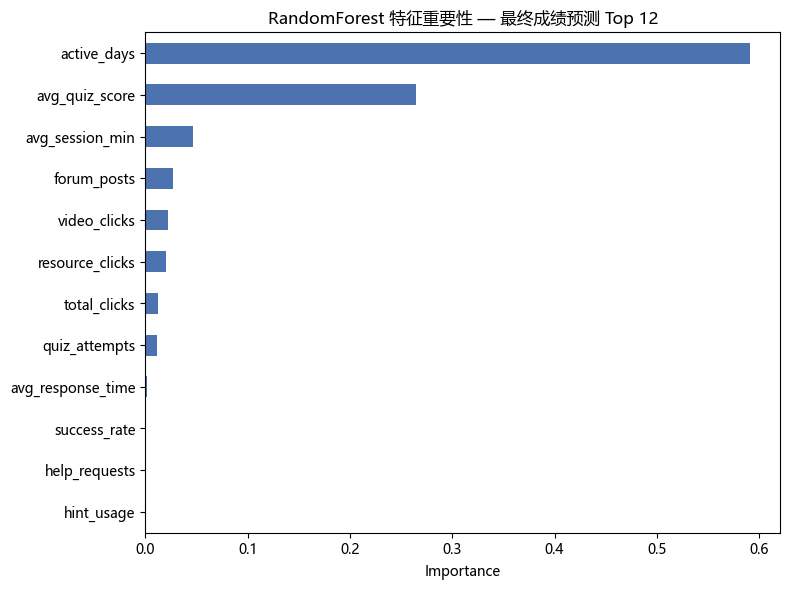 RandomForest 特征重要性 — 最终成绩预测 Top 12
active_days
avg_quiz_score
avg_session_min
forum_posts
video_clicks
resource_clicks
total_clicks
quiz_attempts
avg_response_time
success_rate
help_requests
hint_usage
0.0 0.1 0.2 0.3 0.4 0.5 0.6
Importance